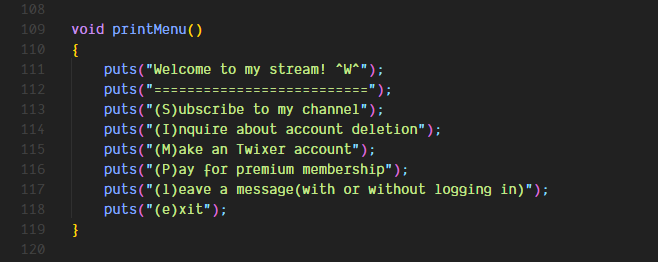 108
109 void printMenu()
110 {
111 puts("Welcome to my stream! ^W^");
112 puts("==========================");
113 puts("(S)ubscribe to my channel");
114 puts("(I)nquire about account deletion");
115 puts("(M)ake an Twixer account");
116 puts("(P)ay for premium membership");
117 puts("(l)eave a message(with or without logging in)");
118 puts("(e)xit");
119 }
120